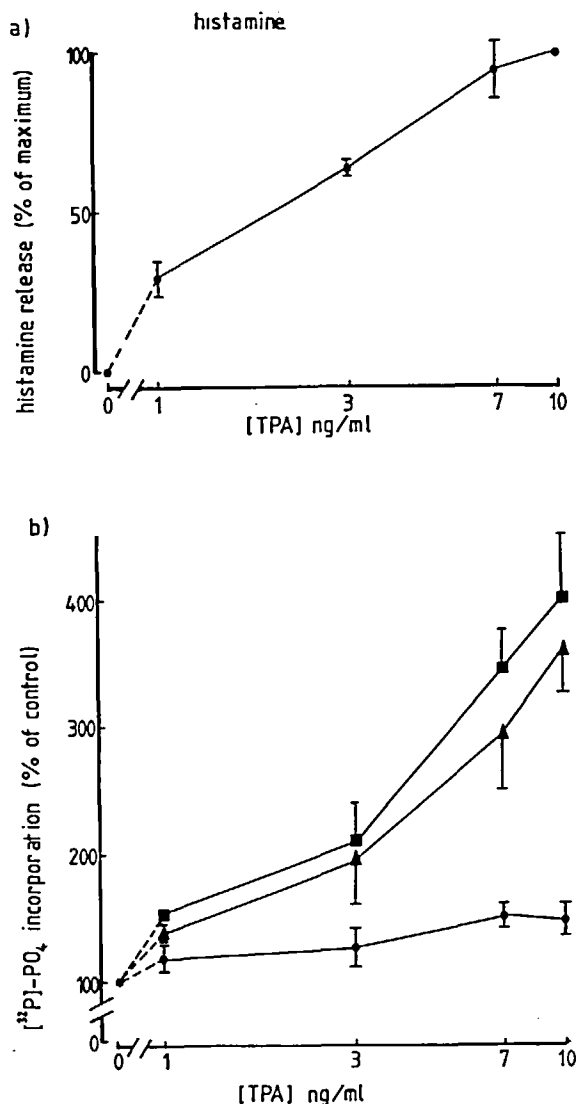 a)
histamine
histamine release (% of maximum)
100
50
0
0 1 3 7 10
[TPA] ng/ml
b)
[³²P]-PO₄ incorporation (% of control)
400
300
200
100
0
0 1 3 7 10
[TPA] ng/ml